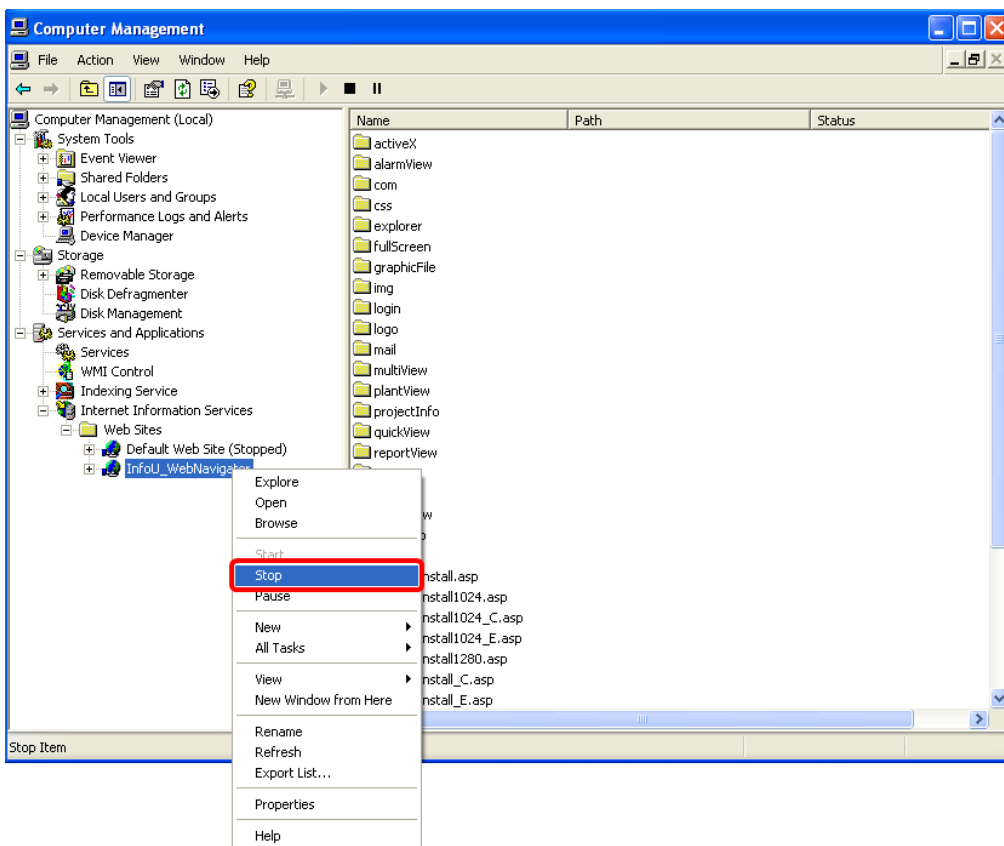 Computer Management
File Action View Window Help
Computer Management (Local)
System Tools
Event Viewer
Shared Folders
Local Users and Groups
Performance Logs and Alerts
Device Manager
Storage
Removable Storage
Disk Defragmenter
Disk Management
Services and Applications
Services
WMI Control
Indexing Service
Internet Information Services
Web Sites
Default Web Site (Stopped)
InfoU_WebNavigator
Name Path Status
activeX
alarmView
com
css
explorer
fullScreen
graphicFile
img
login
logo
mail
multiView
plantView
projectInfo
quickView
reportView
nstall.asp
nstall1024.asp
nstall1024_C.asp
nstall1024_E.asp
nstall1280.asp
nstall_C.asp
nstall_E.asp
Explore
Open
Browse
Start
Stop
Pause
New
All Tasks
View
New Window from Here
Rename
Refresh
Export List...
Properties
Help
Stop Item